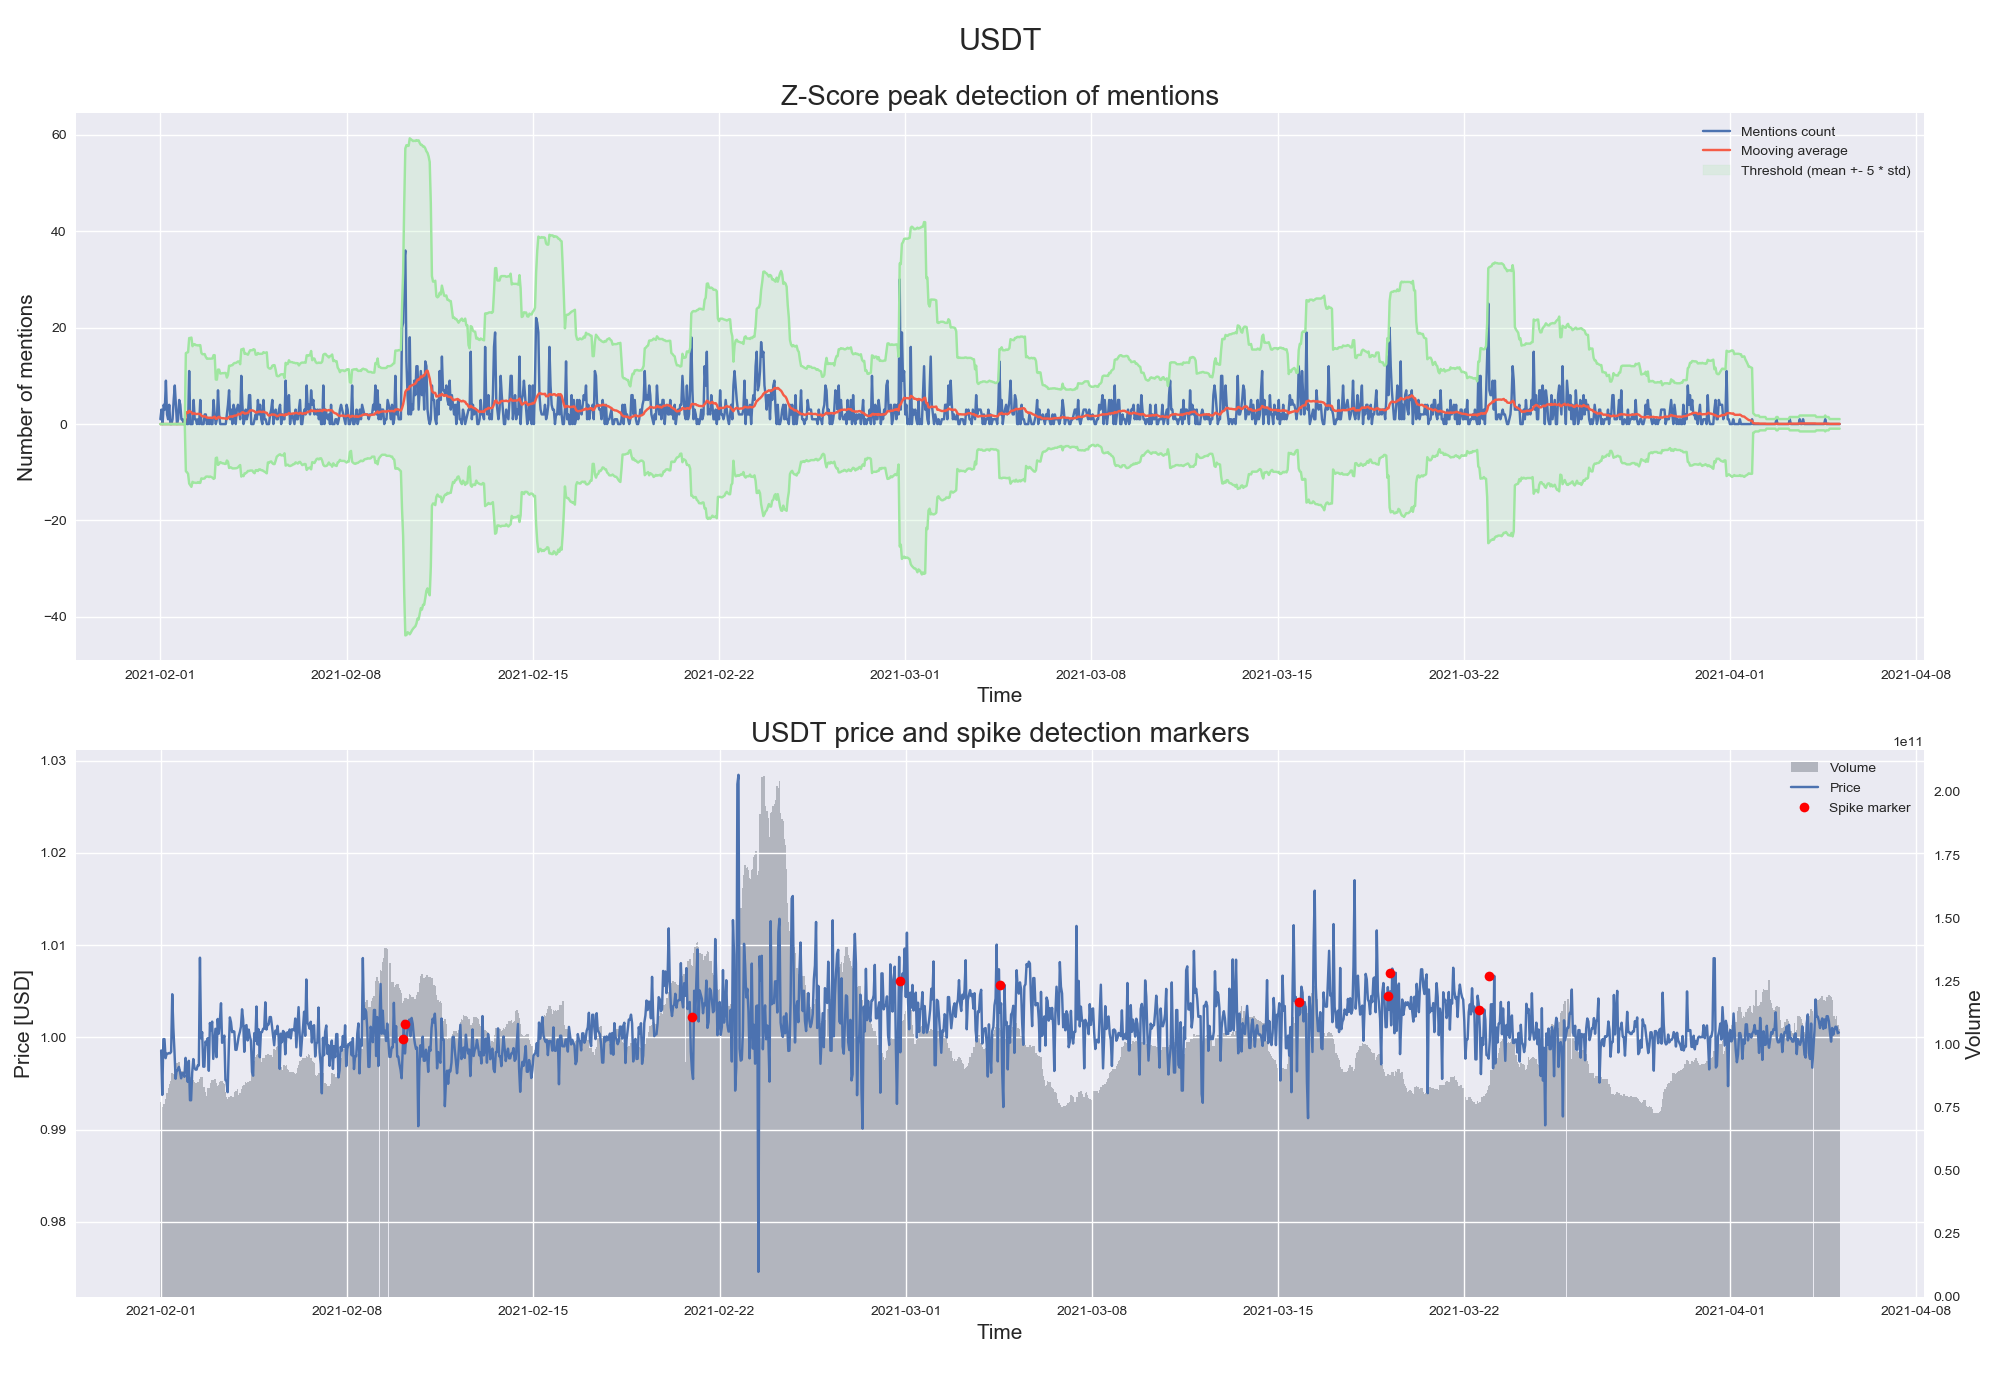 USDT
Z-Score peak detection of mentions
Number of mentions
60
40
20
0
−20
−40
Mentions count
Mooving average
Threshold (mean +- 5 * std)
2021-02-01 2021-02-08 2021-02-15 2021-02-22 2021-03-01 2021-03-08 2021-03-15 2021-03-22 2021-04-01 2021-04-08
Time
USDT price and spike detection markers
1e11
Price [USD]
1.03
1.02
1.01
1.00
0.99
0.98
Volume
Price
Spike marker
2.00
1.75
1.50
1.25
1.00
0.75
0.50
0.25
0.00
Volume
2021-02-01 2021-02-08 2021-02-15 2021-02-22 2021-03-01 2021-03-08 2021-03-15 2021-03-22 2021-04-01 2021-04-08
Time